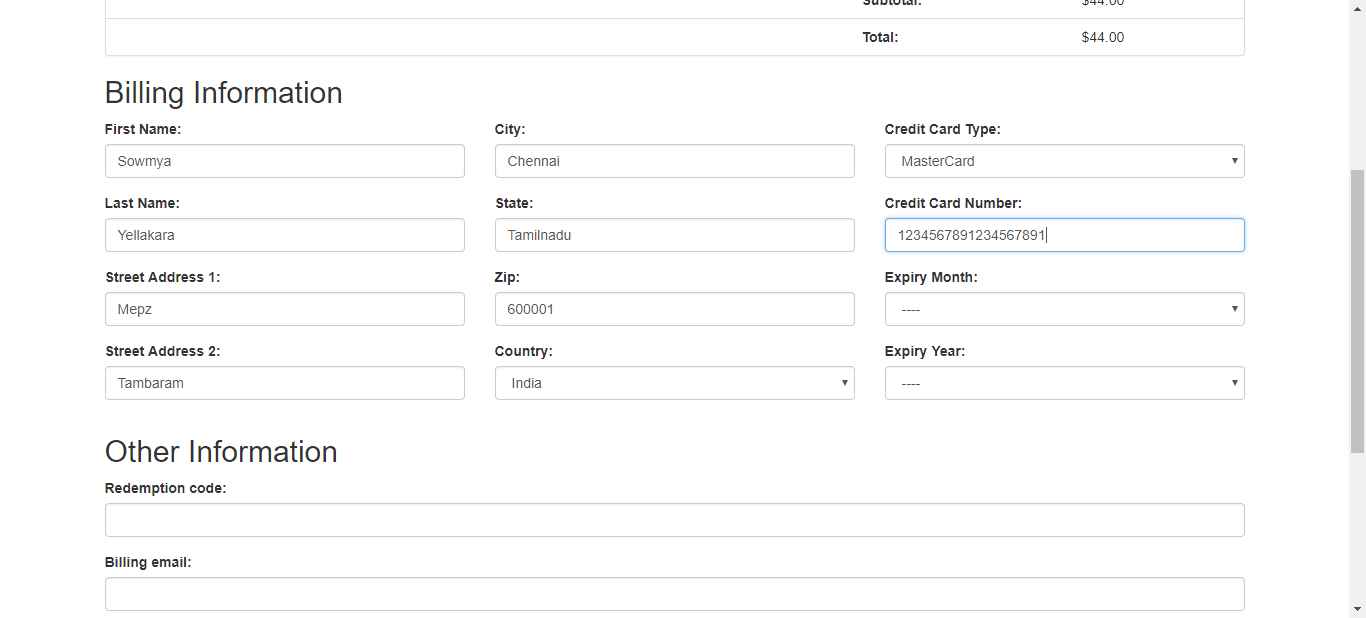 Subtotal: $44.00
Total: $44.00
Billing Information
First Name: City: Credit Card Type:
Sowmya Chennai MasterCard
Last Name: State: Credit Card Number:
Yellakara Tamilnadu 1234567891234567891
Street Address 1: Zip: Expiry Month:
Mepz 600001 ----
Street Address 2: Country: Expiry Year:
Tambaram India ----
Other Information
Redemption code:
Billing email: